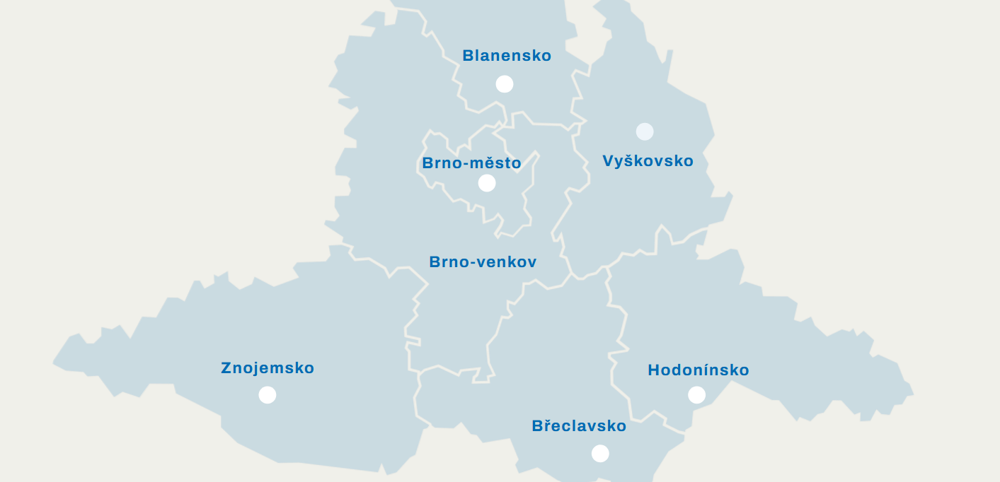 Blanensko
Vyškovsko
Brno-město
Brno-venkov
Znojemsko
Hodonínsko
Břeclavsko